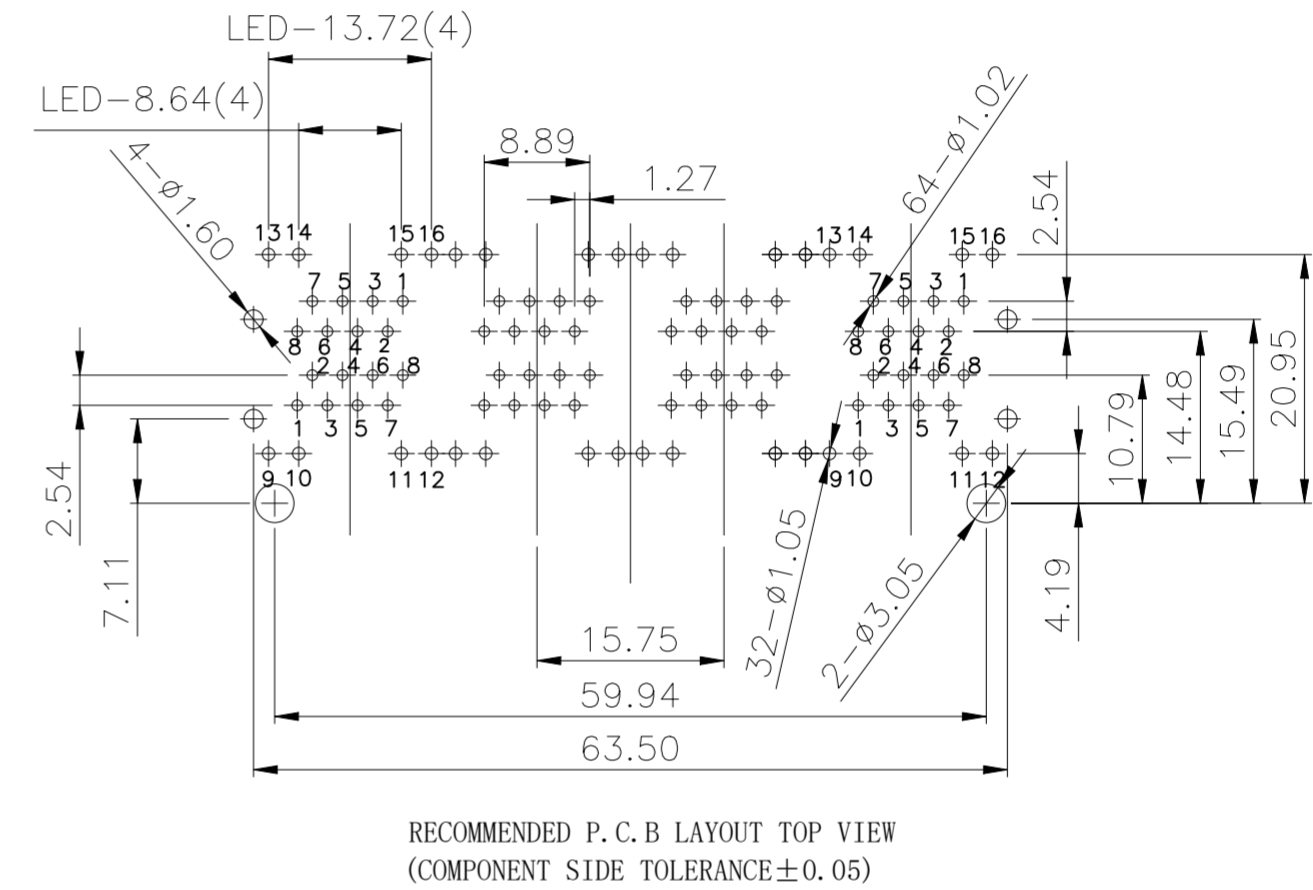 LED-13.72(4)
LED-8.64(4)
4-ø1.60
8.89
1.27
64-ø1.02
2.54
13 14
15 16
13 14
15 16
7 5 3 1
7 5 3 1
8 6 4 2
8 6 4 2
2 4 6 8
2 4 6 8
1 3 5 7
1 3 5 7
9 10
11 12
9 10
11 12
2.54
7.11
10.79
14.48
15.49
20.95
4.19
32-ø1.05
2-ø3.05
15.75
59.94
63.50
RECOMMENDED P.C.B LAYOUT TOP VIEW
(COMPONENT SIDE TOLERANCE±0.05)